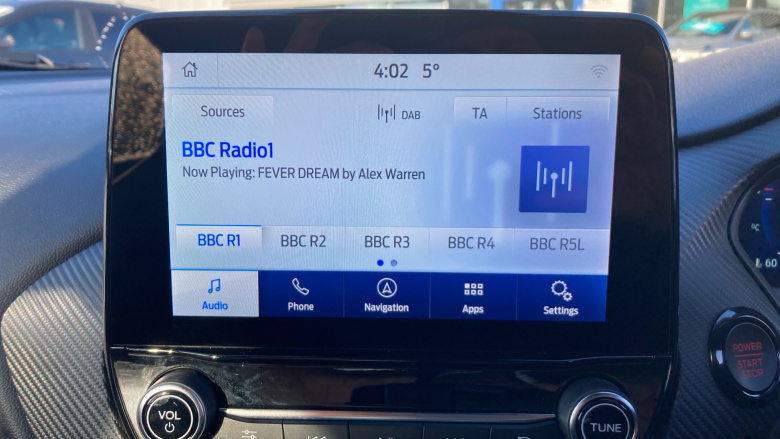 4:02 5°
Sources DAB TA Stations
BBC Radio1
Now Playing: FEVER DREAM by Alex Warren
BBC R1 BBC R2 BBC R3 BBC R4 BBC R5L
Audio Phone Navigation Apps Settings
°C
60
POWER
START
STOP
VOL
TUNE